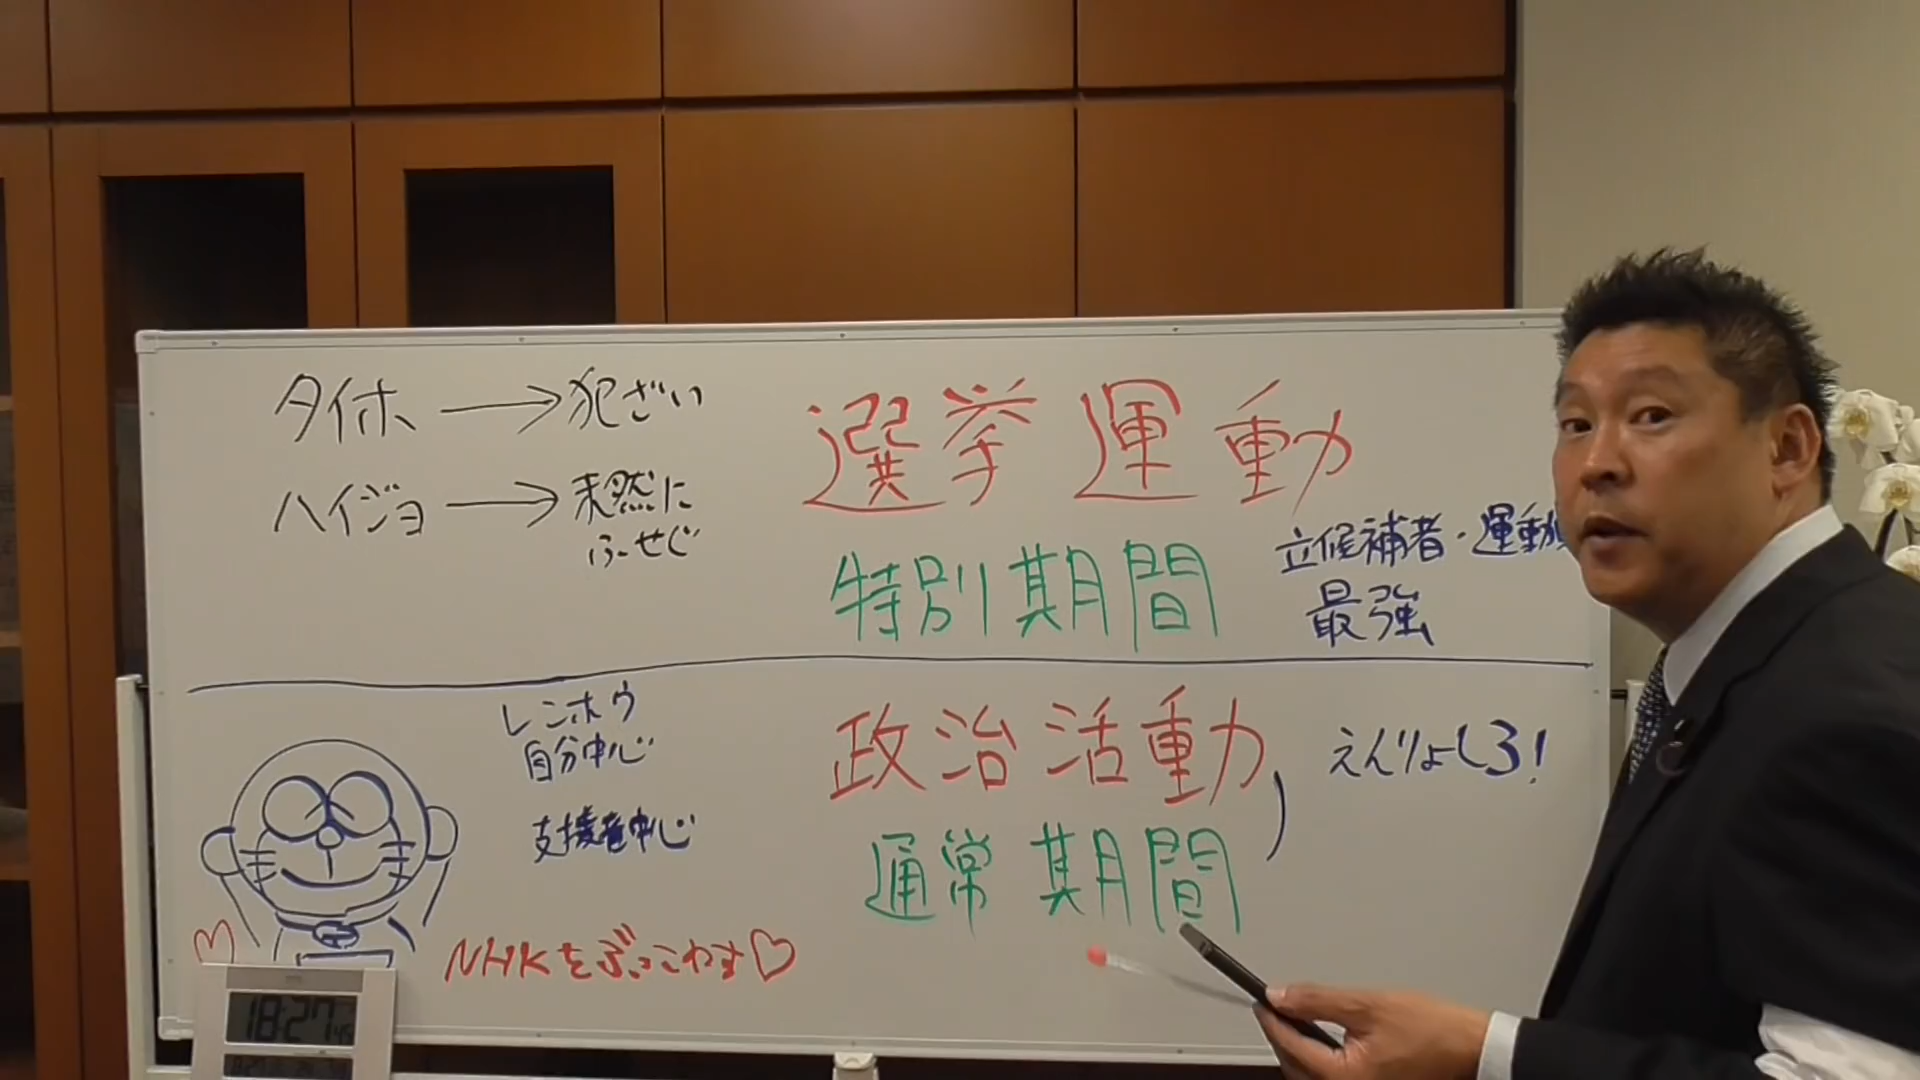 タイホ → 犯ざい
ハイジョ → 未然に
ふせぐ
選挙運動
特別期間
立候補者・運動
最強
レンホウ
自分中心
支援者中心
NHKをぶっこわす♡
政治活動
通常期間
えんりょしろ!
18:27